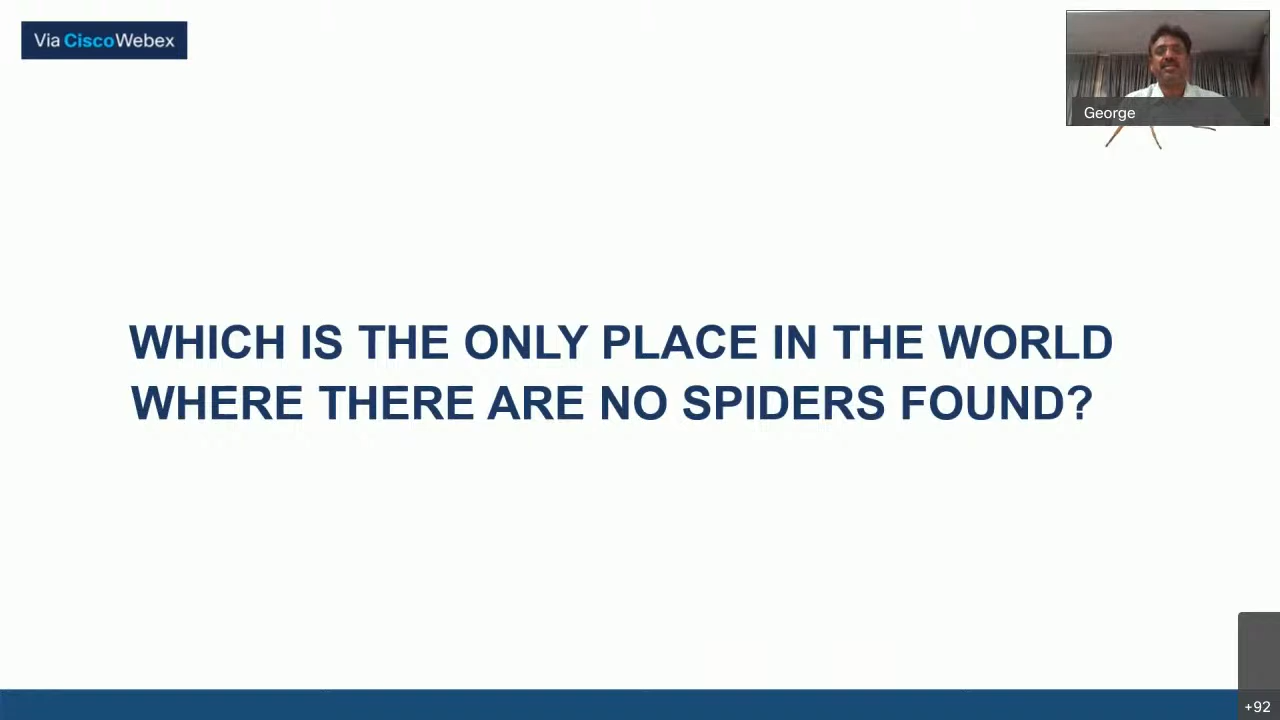 Via CiscoWebex
George
WHICH IS THE ONLY PLACE IN THE WORLD
WHERE THERE ARE NO SPIDERS FOUND?
+92